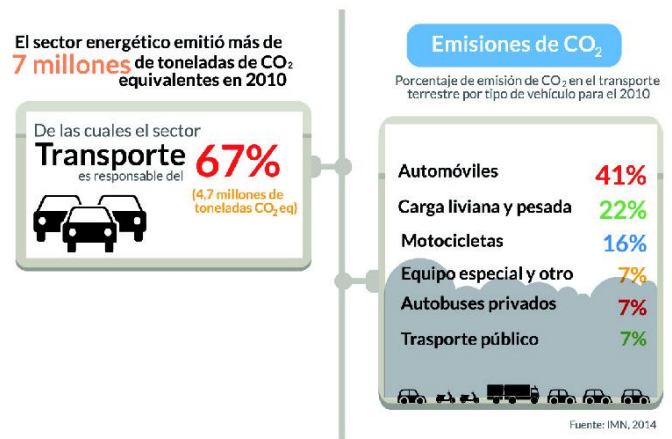 El sector energético emitió más de
7 millones de toneladas de CO₂
equivalentes en 2010
De las cuales el sector
Transporte 67%
es responsable del
(4,7 millones de
toneladas CO₂ eq)
Emisiones de CO₂
Porcentaje de emisión de CO₂ en el transporte
terrestre por tipo de vehículo para el 2010
Automóviles 41%
Carga liviana y pesada 22%
Motocicletas 16%
Equipo especial y otro 7%
Autobuses privados 7%
Trasporte público 7%
Fuente: IMN, 2014